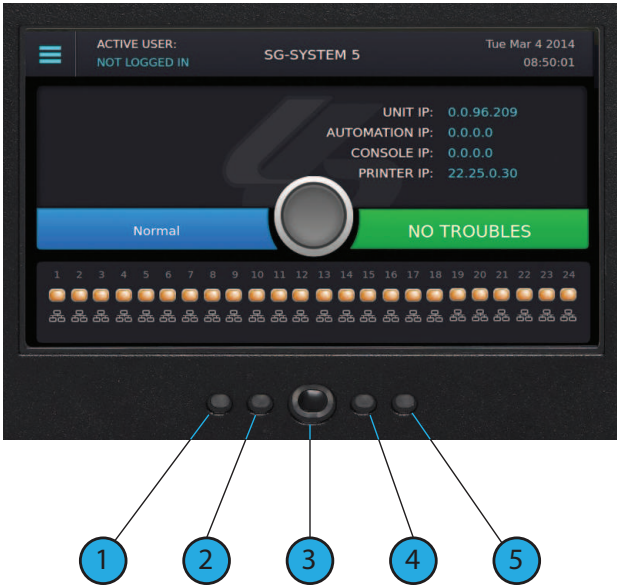 ACTIVE USER:
NOT LOGGED IN
SG-SYSTEM 5
Tue Mar 4 2014
08:50:01
UNIT IP: 0.0.96.209
AUTOMATION IP: 0.0.0.0
CONSOLE IP: 0.0.0.0
PRINTER IP: 22.25.0.30
Normal
NO TROUBLES
1 2 3 4 5 6 7 8 9 10 11 12 13 14 15 16 17 18 19 20 21 22 23 24
1 2 3 4 5